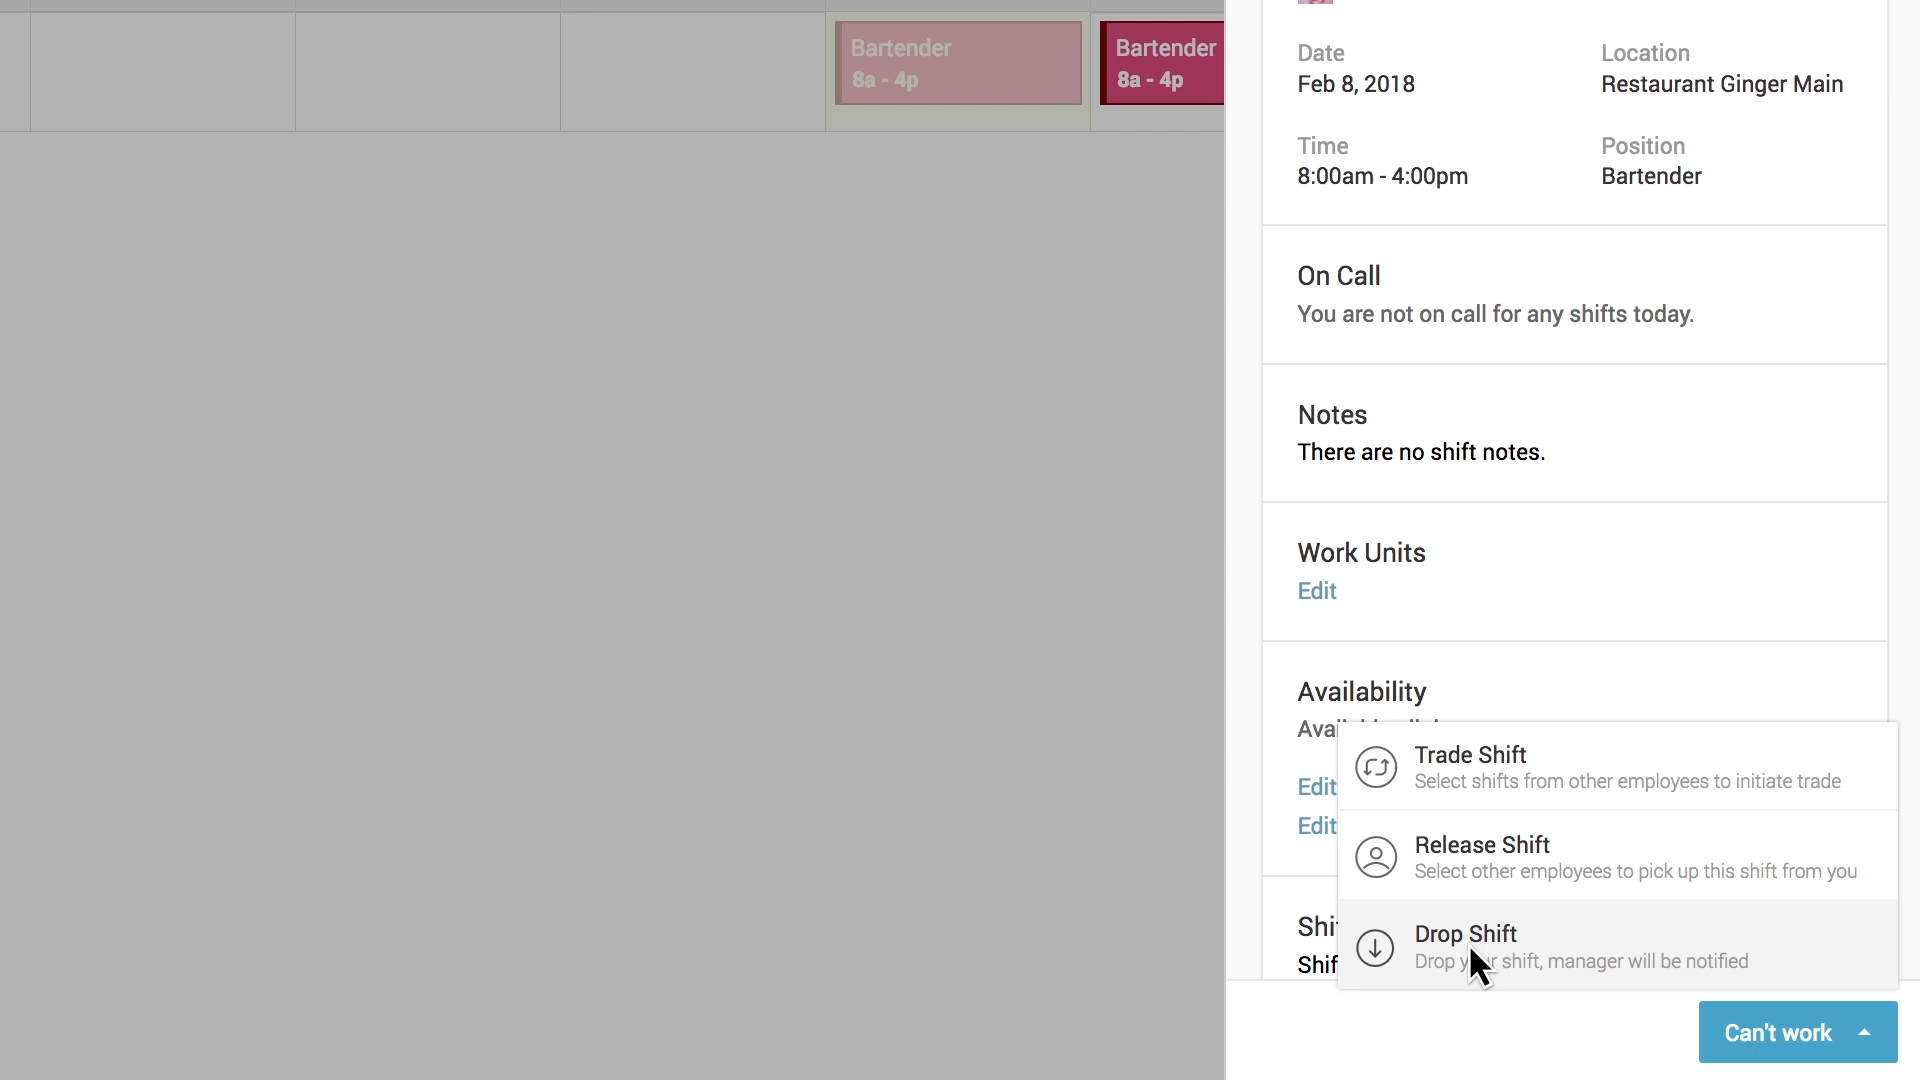 Bartender
8a - 4p
Bartender
8a - 4p
Date
Feb 8, 2018
Location
Restaurant Ginger Main
Time
8:00am - 4:00pm
Position
Bartender
On Call
You are not on call for any shifts today.
Notes
There are no shift notes.
Work Units
Edit
Availability
Edit
Edit
Trade Shift
Select shifts from other employees to initiate trade
Release Shift
Select other employees to pick up this shift from you
Drop Shift
Drop your shift, manager will be notified
Can't work